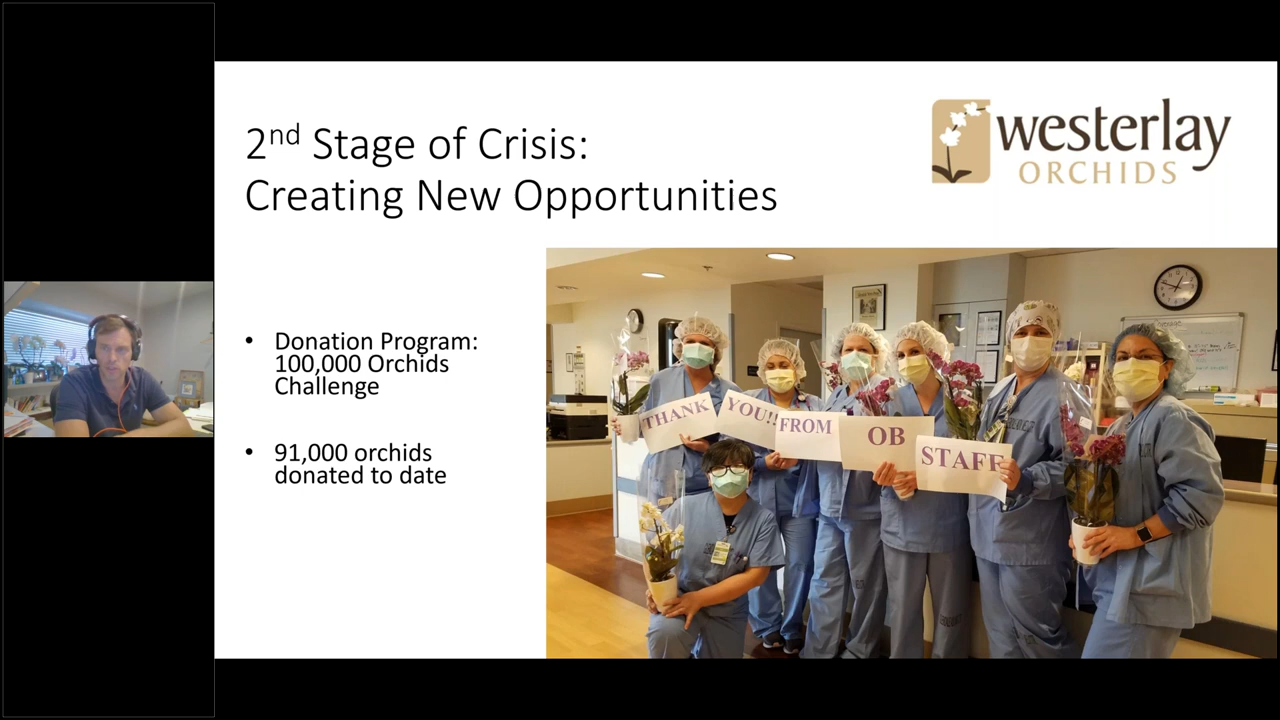 2nd Stage of Crisis:
Creating New Opportunities
westerlay
ORCHIDS
• Donation Program:
100,000 Orchids
Challenge
• 91,000 orchids
donated to date
THANK
YOU!!
FROM
OB
STAFF